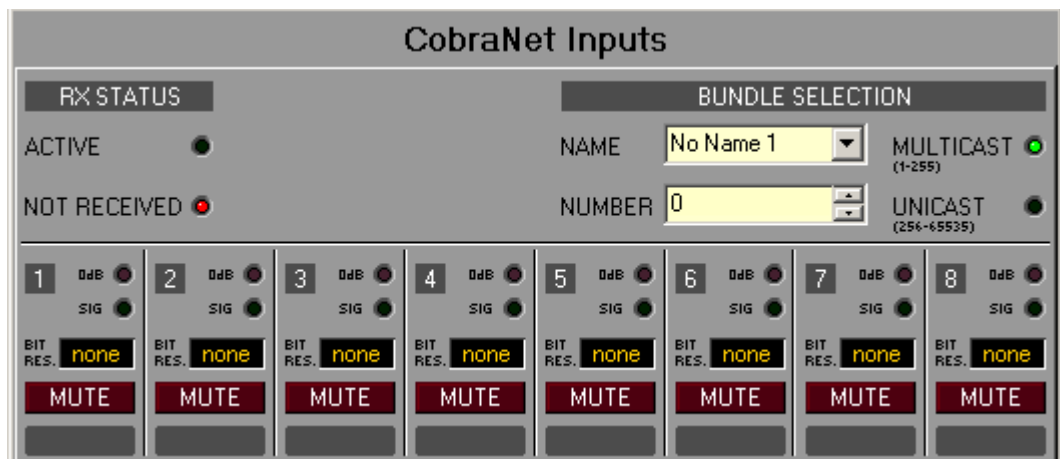 CobraNet Inputs
RX STATUS
BUNDLE SELECTION
ACTIVE
NAME No Name 1 MULTICAST
(1-255)
NOT RECEIVED
NUMBER 0 UNICAST
(256-65535)
1 0dB 2 0dB 3 0dB 4 0dB 5 0dB 6 0dB 7 0dB 8 0dB
SIG SIG SIG SIG SIG SIG SIG SIG
BIT RES. none BIT RES. none BIT RES. none BIT RES. none BIT RES. none BIT RES. none BIT RES. none BIT RES. none
MUTE MUTE MUTE MUTE MUTE MUTE MUTE MUTE